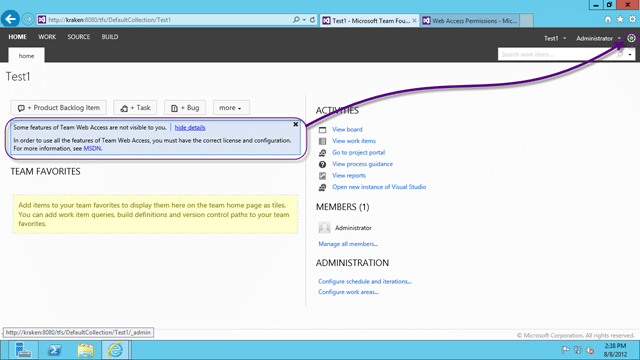 http://kraken:8080/tfs/DefaultCollection/Test1
Test1 - Microsoft Team Fou...
Web Access Permissions - Mic...
HOME WORK SOURCE BUILD
Test1
Administrator
home
Search work items...
Test1
+ Product Backlog Item
+ Task
+ Bug
more
Some features of Team Web Access are not visible to you. | hide details
In order to use all the features of Team Web Access, you must have the correct license and configuration.
For more information, see MSDN.
TEAM FAVORITES
Add items to your team favorites to display them here on the team home page as tiles.
You can add work item queries, build definitions and version control paths to your team
favorites.
ACTIVITIES
View board
View work items
Go to project portal
View process guidance
View reports
Open new instance of Visual Studio
MEMBERS (1)
Administrator
Manage all members...
ADMINISTRATION
Configure schedule and iterations...
Configure work areas...
http://kraken:8080/tfs/DefaultCollection/Test1/_admin
© Microsoft Corporation. All rights reserved.
2:38 PM
8/8/2012